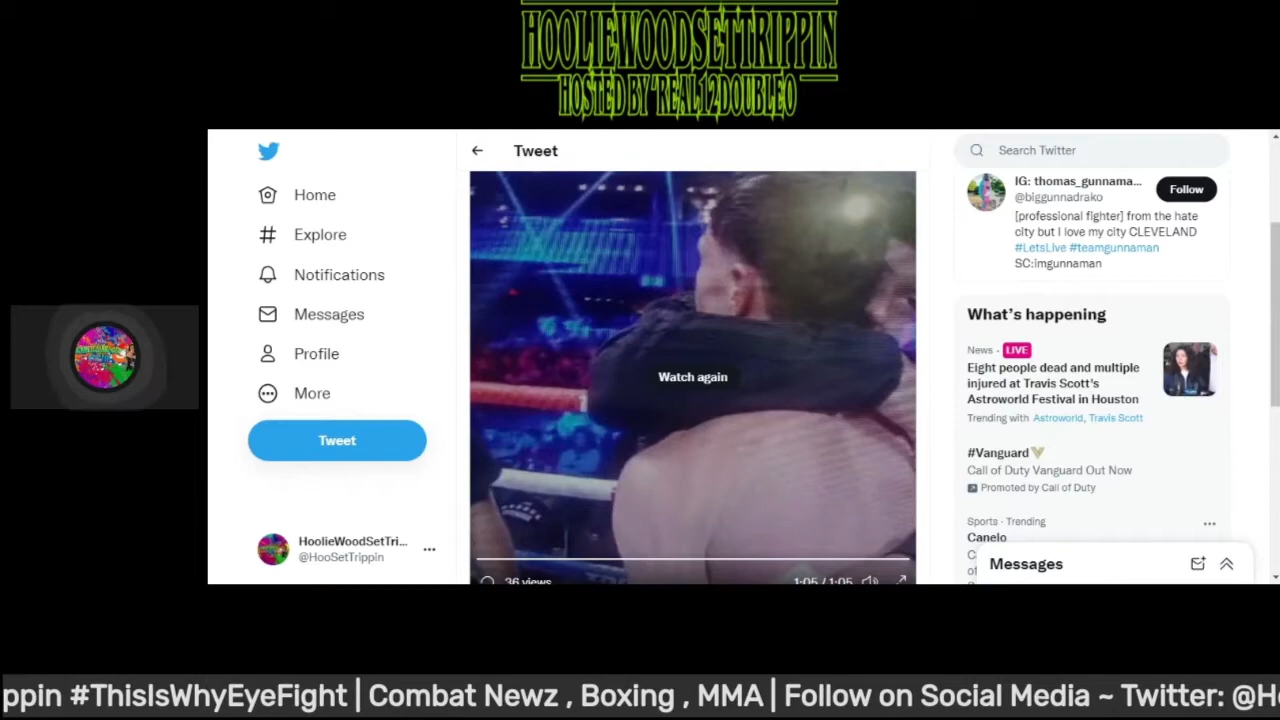 HOOLIEWOODSETTRIPPIN
HOSTED BY 'REAL12DOUBLEO
Tweet
Search Twitter
Home
Explore
Notifications
Messages
Profile
More
Tweet
HoolieWoodSetTri...
@HooSetTrippin
Watch again
36 views
1:05 / 1:05
IG: thomas_gunnama...
@biggunnadrako
Follow
[professional fighter] from the hate
city but I love my city CLEVELAND
#LetsLive #teamgunnaman
SC:imgunnaman
What's happening
News · LIVE
Eight people dead and multiple
injured at Travis Scott's
Astroworld Festival in Houston
Trending with Astroworld, Travis Scott
#Vanguard
Call of Duty Vanguard Out Now
Promoted by Call of Duty
Sports · Trending
Canelo
C
of
Messages
ppin #ThisIsWhyEyeFight | Combat Newz , Boxing , MMA | Follow on Social Media ~ Twitter: @H